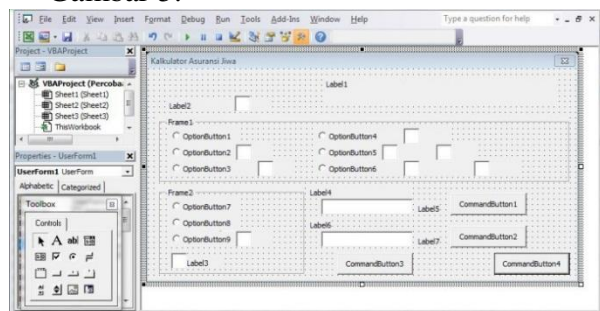 Gambar 5.
File Edit View Insert Format Debug Run Tools Add-Ins Window Help Type a question for help
Project - VBAProject
VBAProject (Percoba
Sheet1 (Sheet1)
Sheet2 (Sheet2)
Sheet3 (Sheet3)
ThisWorkbook
Properties - UserForm1
UserForm1 UserForm
Alphabetic Categorized
Toolbox
Controls
A abl
Kalkulator Asuransi Jiwa
Label1
Label2
Frame1
OptionButton1 OptionButton4
OptionButton2 OptionButton5
OptionButton3 OptionButton6
Frame2
OptionButton7
OptionButton8
OptionButton9
Label3
Label4
Label5 CommandButton1
Label6
Label7 CommandButton2
CommandButton3 CommandButton4